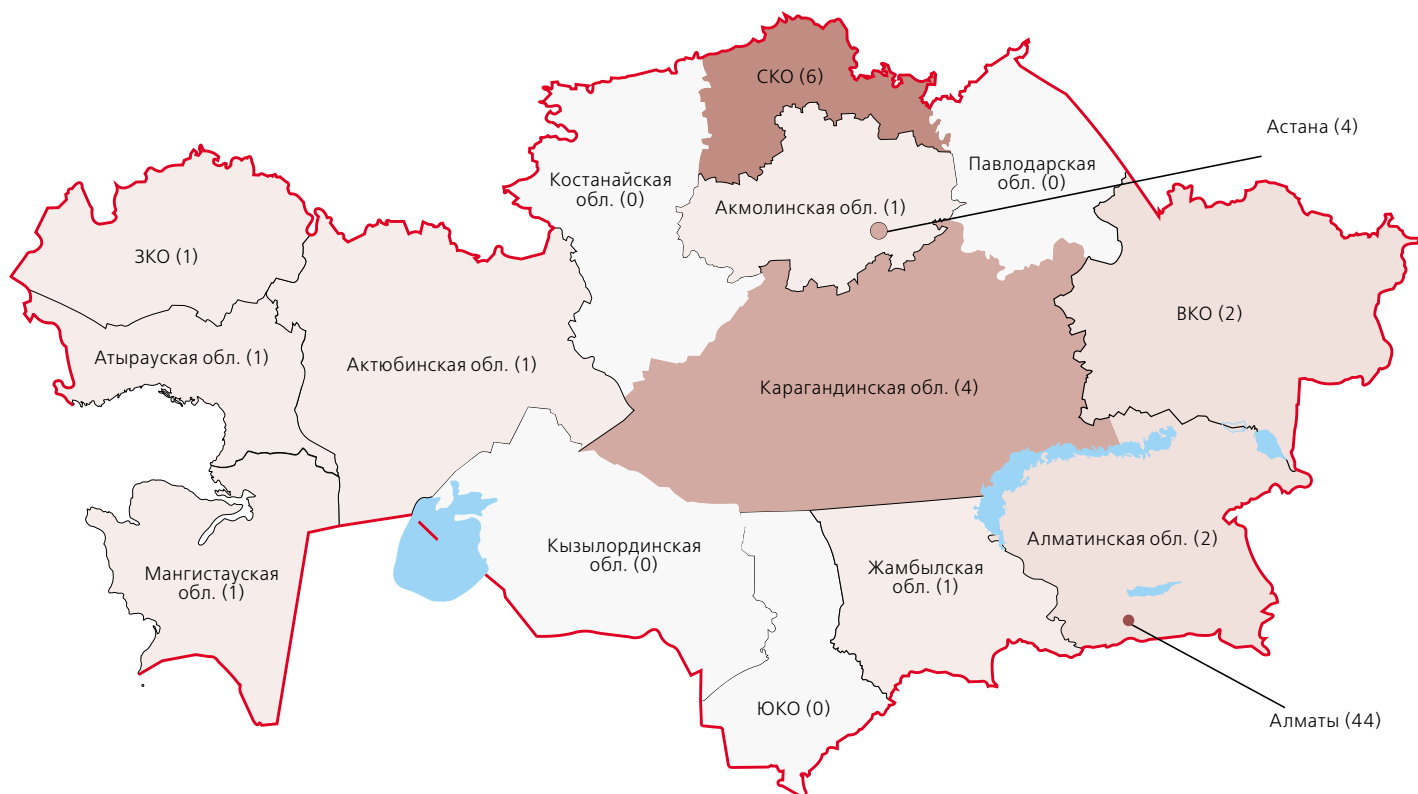 СКО (6)
Астана (4)
Павлодарская
обл. (0)
Костанайская
обл. (0)
Акмолинская обл. (1)
ЗКО (1)
ВКО (2)
Атырауская обл. (1)
Актюбинская обл. (1)
Карагандинская обл. (4)
Алматинская обл. (2)
Кызылординская
обл. (0)
Жамбылская
обл. (1)
Мангистауская
обл. (1)
ЮКО (0)
Алматы (44)